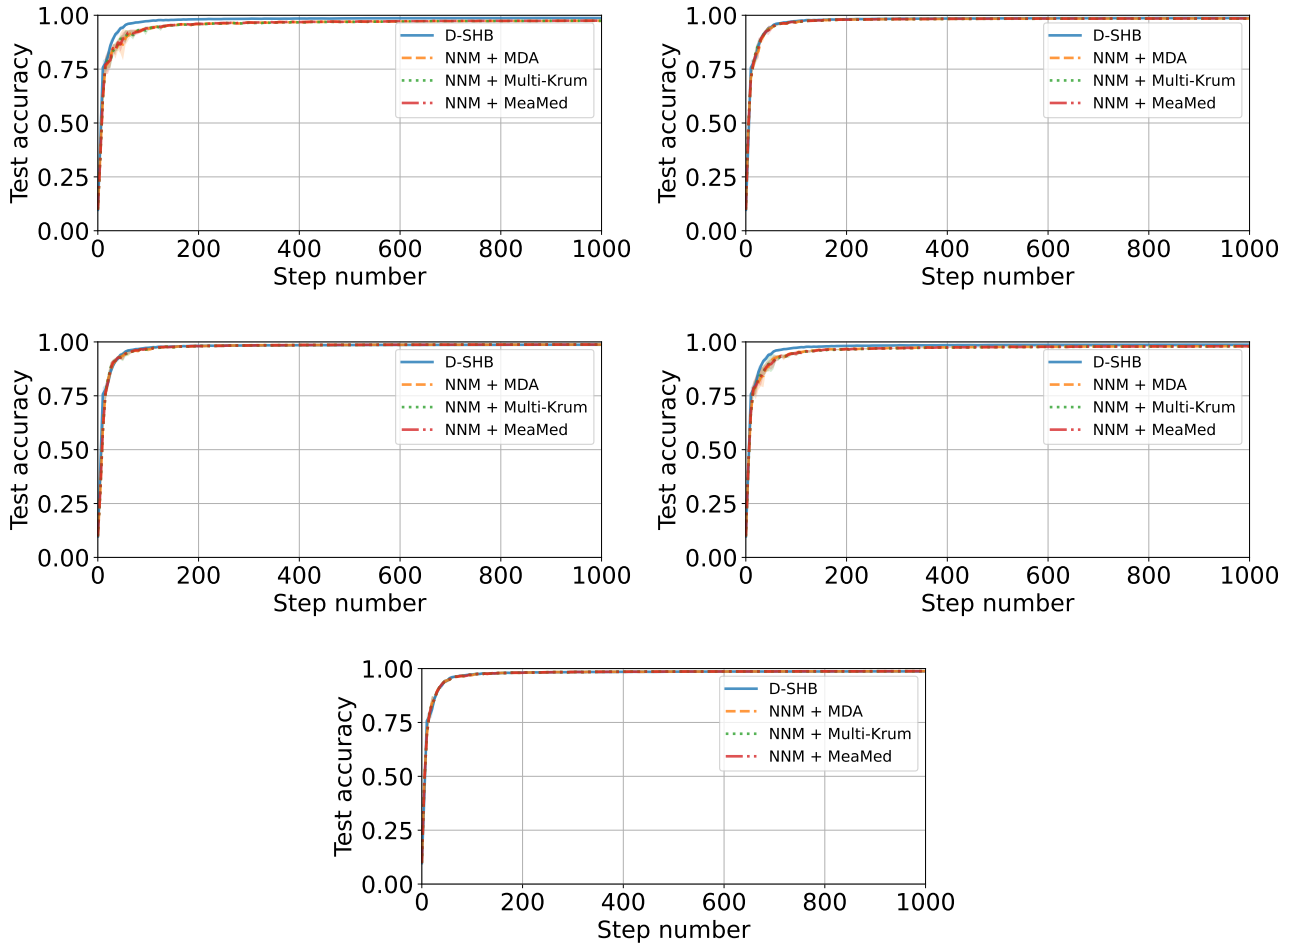 1.00
0.75
0.50
0.25
0.00
Test accuracy
0 200 400 600 800 1000
Step number
D-SHB
NNM + MDA
NNM + Multi-Krum
NNM + MeaMed
1.00
0.75
0.50
0.25
0.00
Test accuracy
0 200 400 600 800 1000
Step number
D-SHB
NNM + MDA
NNM + Multi-Krum
NNM + MeaMed
1.00
0.75
0.50
0.25
0.00
Test accuracy
0 200 400 600 800 1000
Step number
D-SHB
NNM + MDA
NNM + Multi-Krum
NNM + MeaMed
1.00
0.75
0.50
0.25
0.00
Test accuracy
0 200 400 600 800 1000
Step number
D-SHB
NNM + MDA
NNM + Multi-Krum
NNM + MeaMed
1.00
0.75
0.50
0.25
0.00
Test accuracy
0 200 400 600 800 1000
Step number
D-SHB
NNM + MDA
NNM + Multi-Krum
NNM + MeaMed